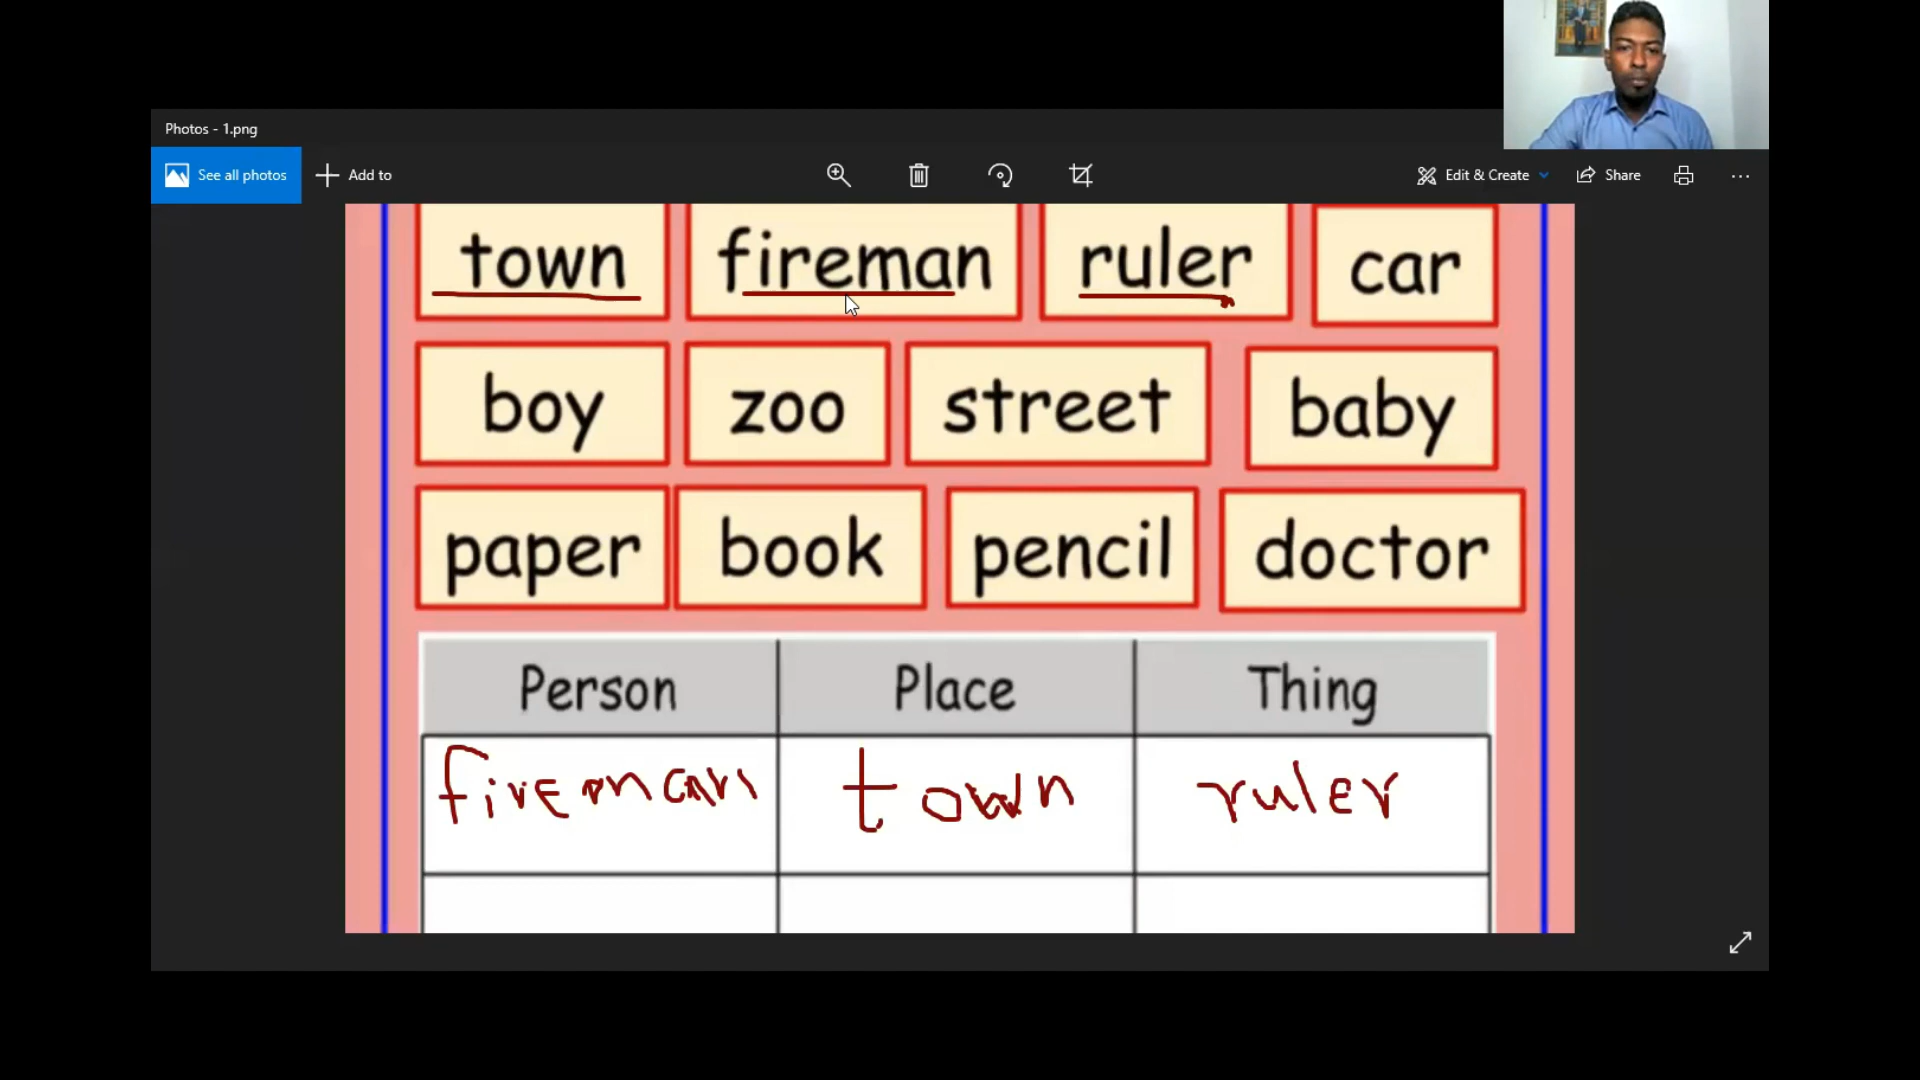 Photos - 1.png
See all photos Add to Edit & Create Share
town fireman ruler car
boy zoo street baby
paper book pencil doctor
Person Place Thing
fireman town ruler